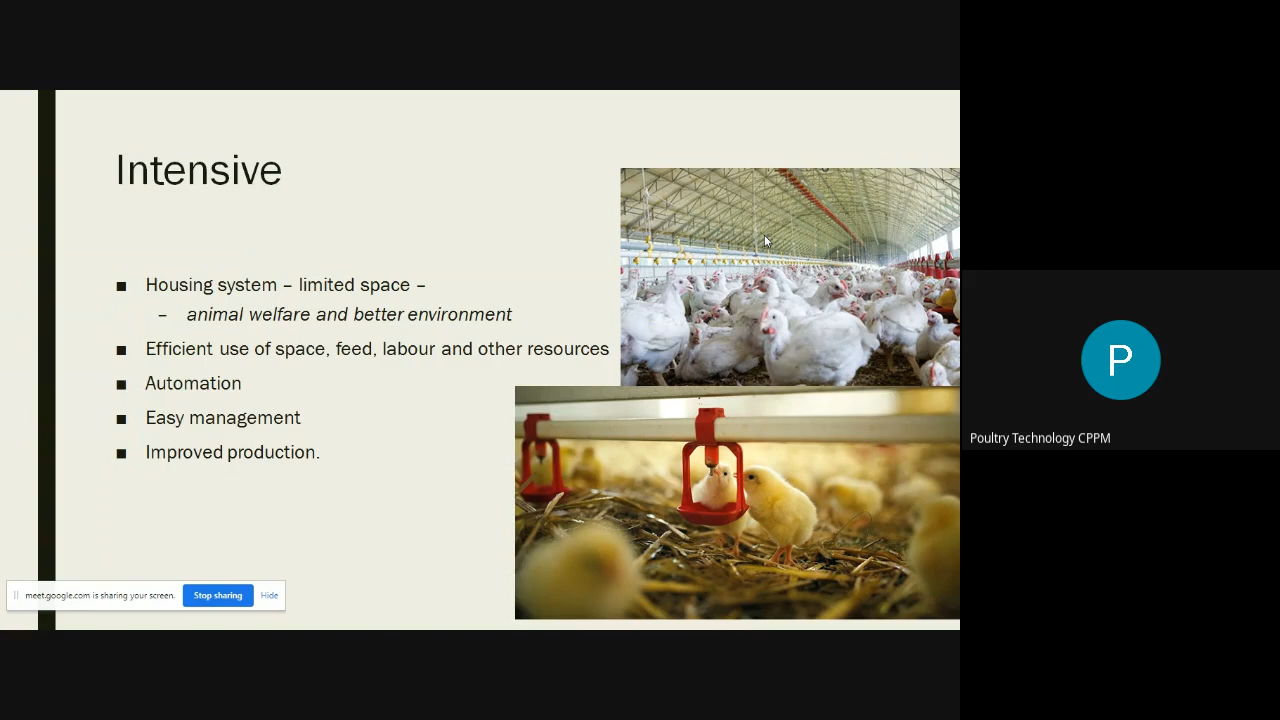 Intensive
■ Housing system – limited space –
– animal welfare and better environment
■ Efficient use of space, feed, labour and other resources
■ Automation
■ Easy management
■ Improved production.
meet.google.com is sharing your screen. Stop sharing Hide
P
Poultry Technology CPPM